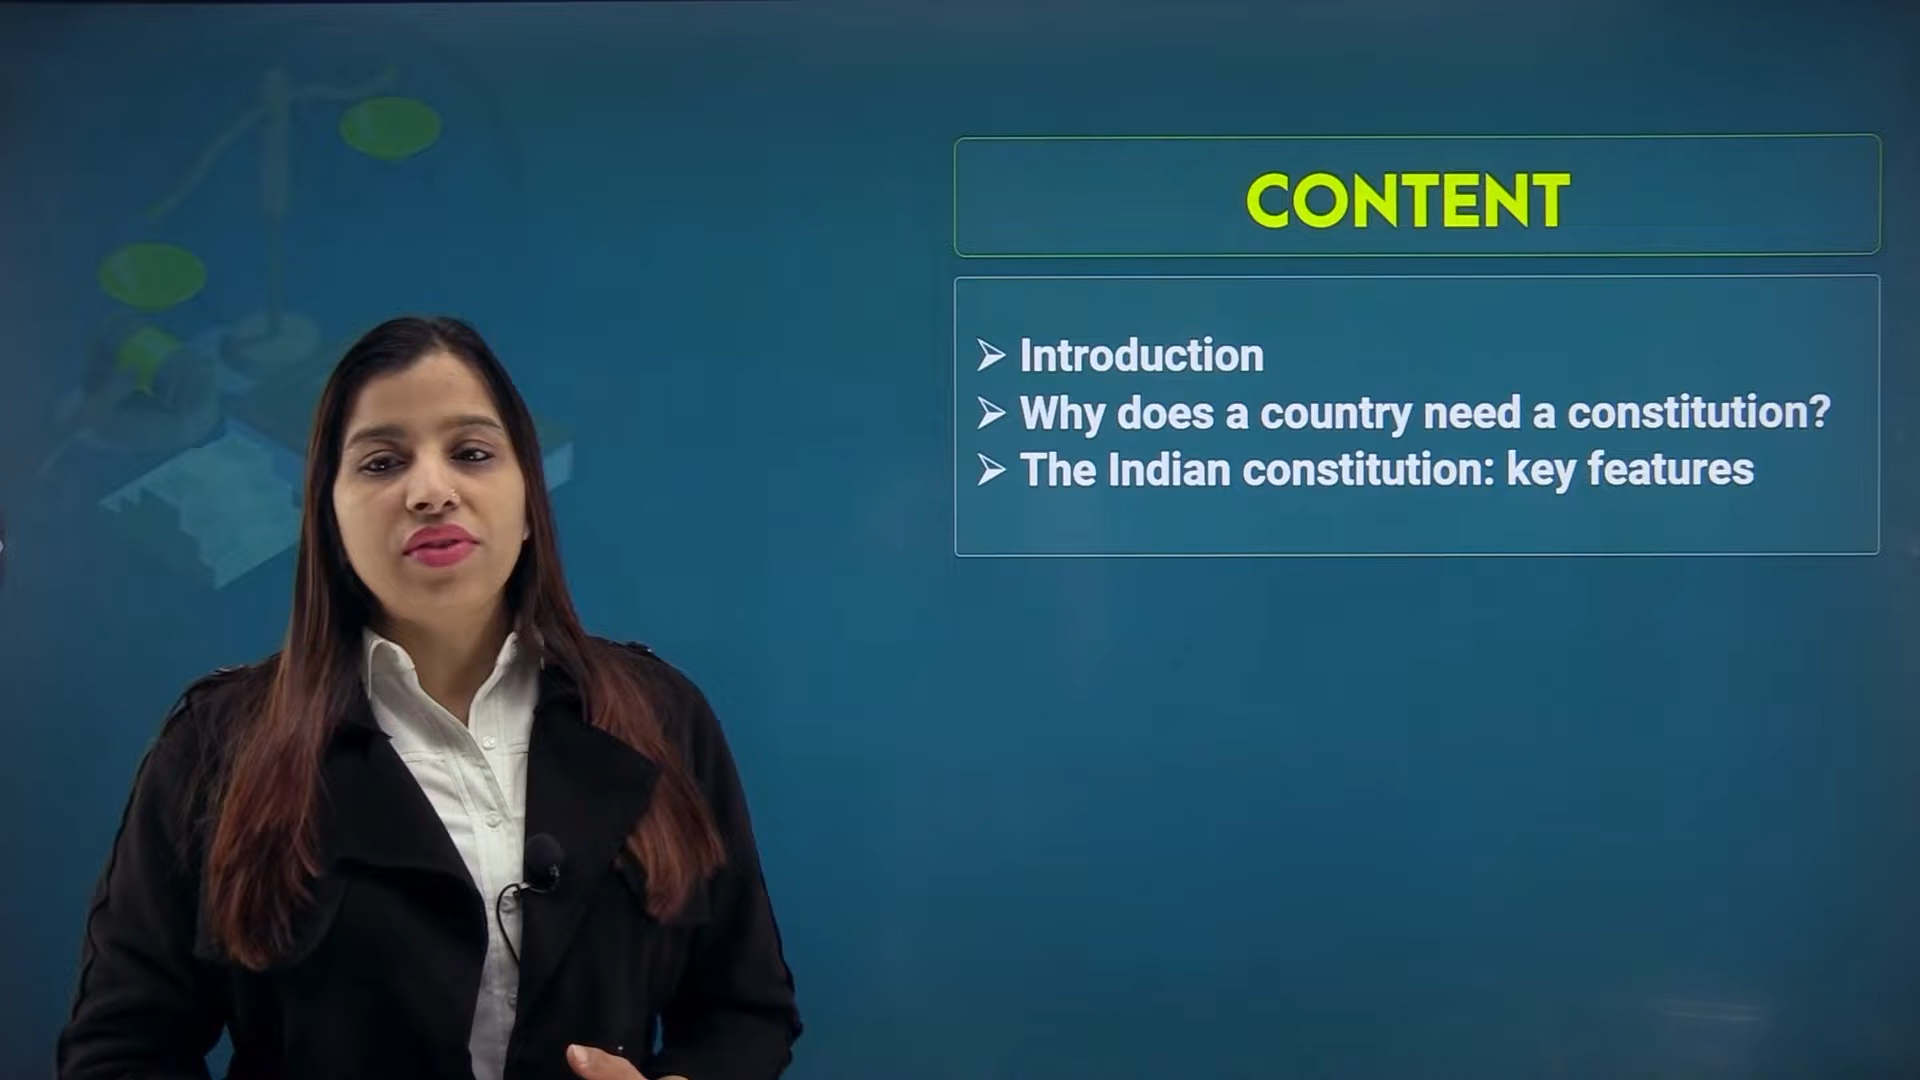 CONTENT
➢ Introduction
➢ Why does a country need a constitution?
➢ The Indian constitution: key features